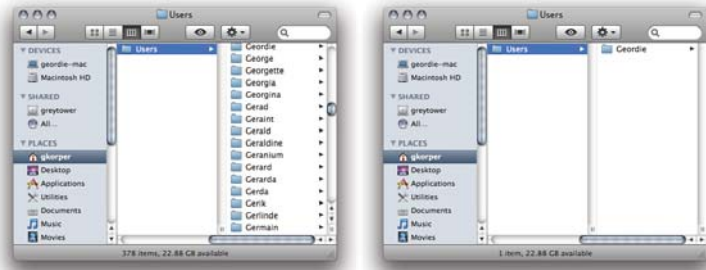 Users
DEVICES
geordie-mac
Macintosh HD
SHARED
greytower
All...
PLACES
gkorper
Desktop
Applications
Utilities
Documents
Music
Movies
Users
Geordie
George
Georgette
Georgia
Georgina
Gerad
Geraint
Gerald
Geraldine
Geranium
Gerard
Gerarda
Gerda
Gerik
Gerlinde
Germain
378 items, 22.88 GB available
Users
DEVICES
geordie-mac
Macintosh HD
SHARED
greytower
All...
PLACES
gkorper
Desktop
Applications
Utilities
Documents
Music
Movies
Users
Geordie
1 item, 22.88 GB available